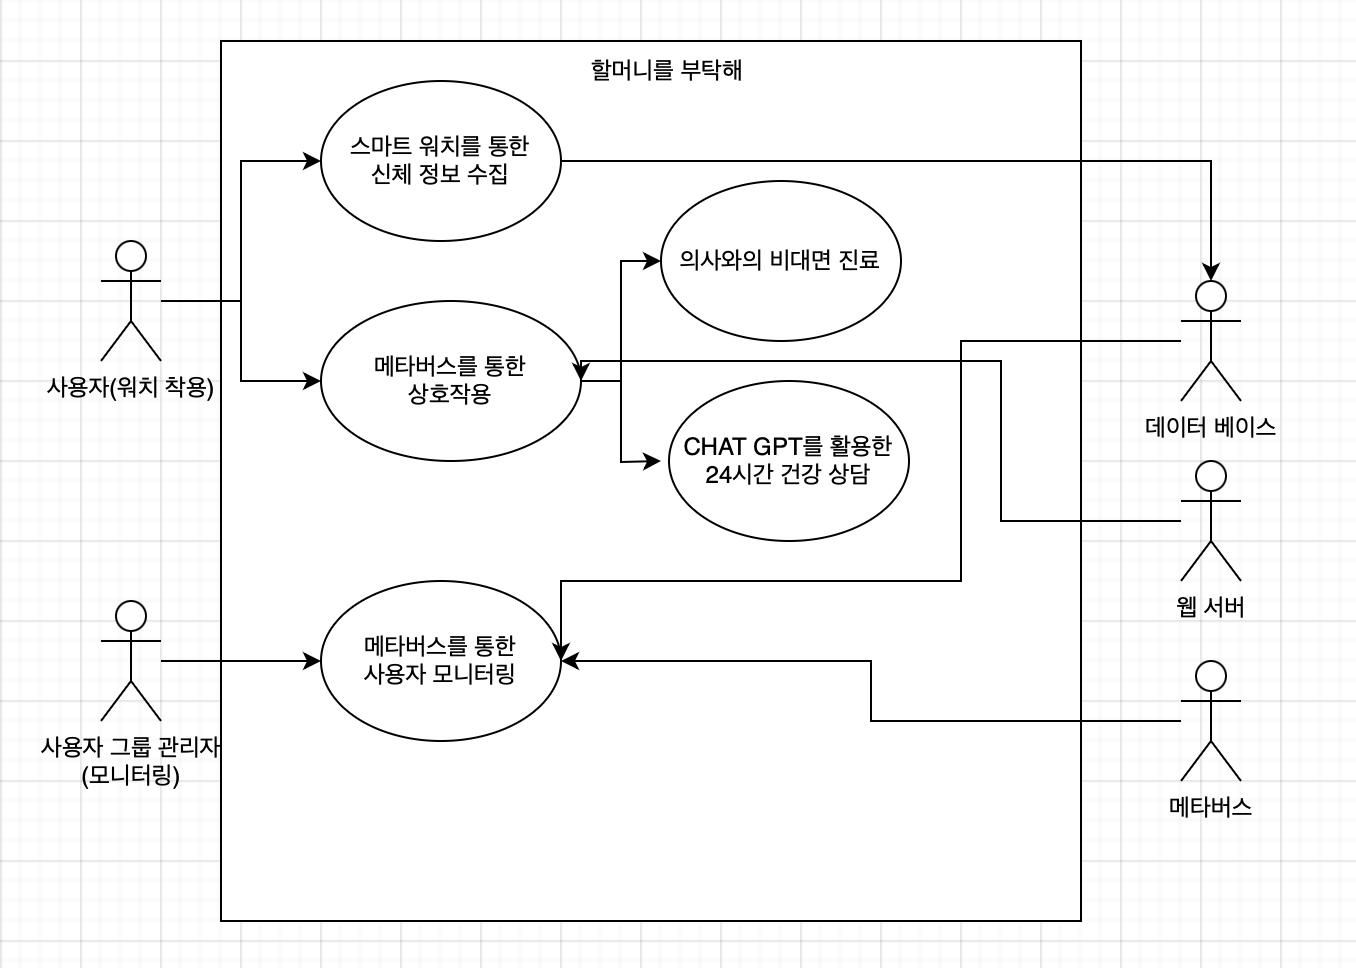 할머니를 부탁해
스마트 워치를 통한
신체 정보 수집
의사와의 비대면 진료
메타버스를 통한
상호작용
사용자(워치 착용)
데이터 베이스
CHAT GPT를 활용한
24시간 건강 상담
웹 서버
메타버스를 통한
사용자 모니터링
사용자 그룹 관리자
(모니터링)
메타버스